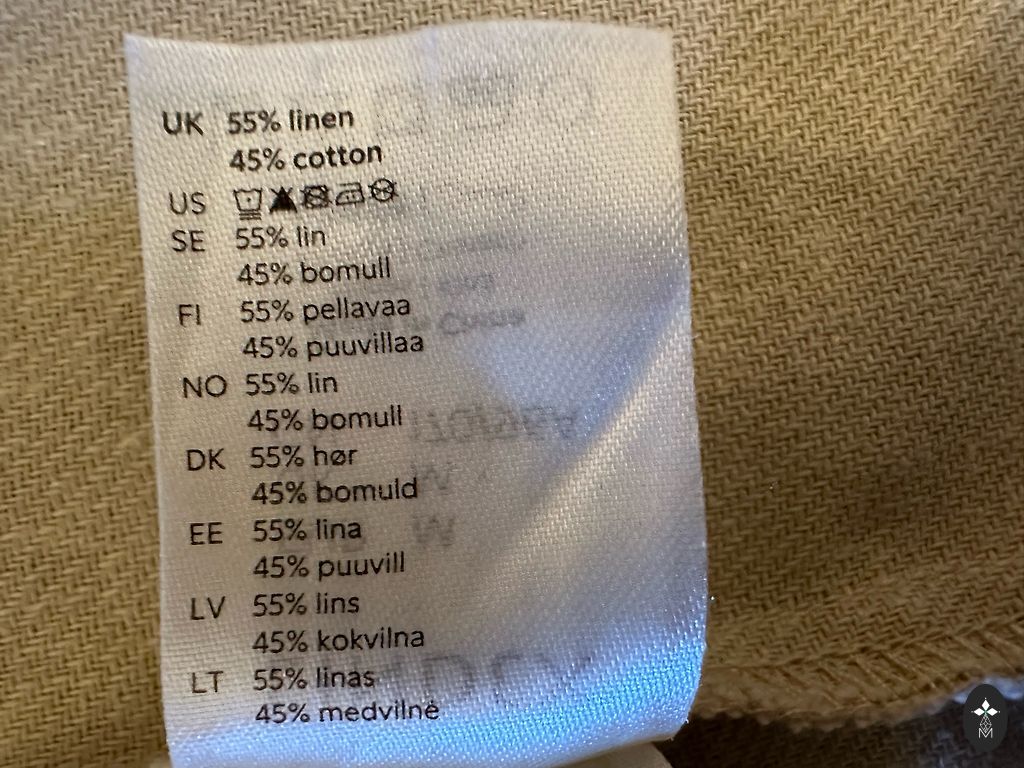 UK 55% linen
45% cotton
US
SE 55% lin
45% bomull
FI 55% pellavaa
45% puuvillaa
NO 55% lin
45% bomull
DK 55% hør
45% bomuld
EE 55% lina
45% puuvill
LV 55% lins
45% kokvilna
LT 55% linas
45% medvilnė
M